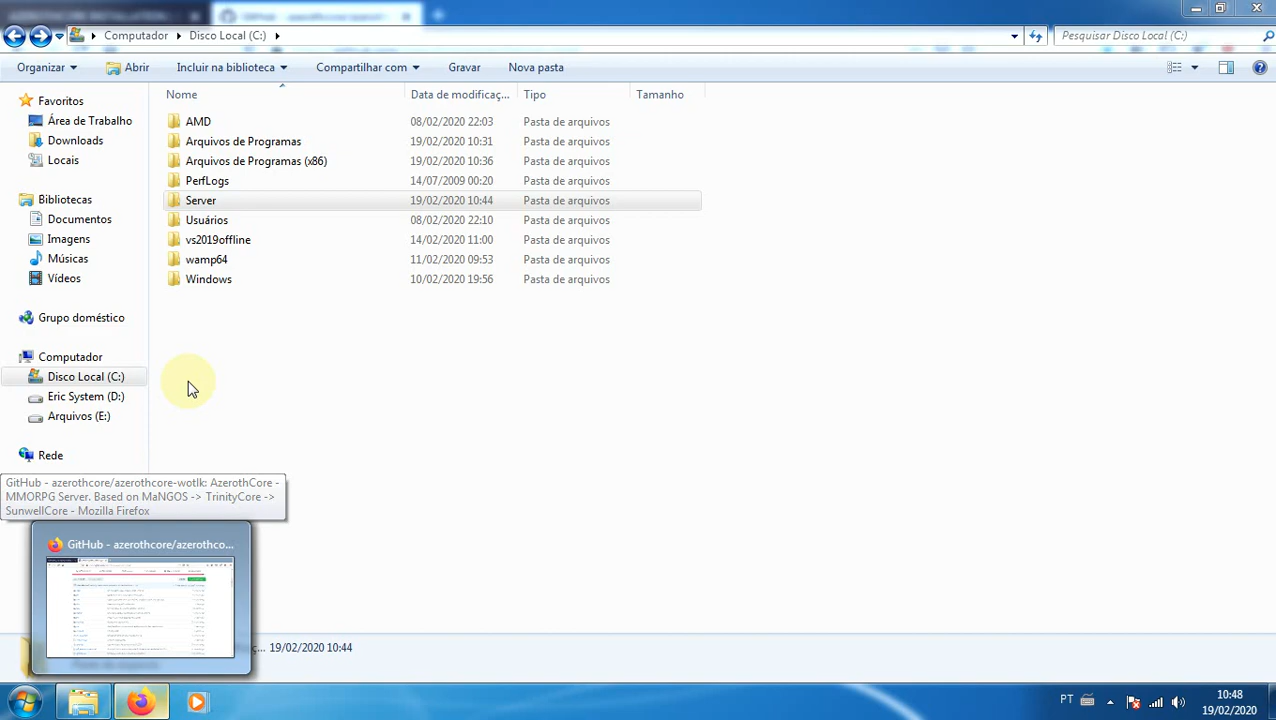 Computador
Disco Local (C:)
Pesquisar Disco Local (C:)
Organizar
Abrir
Incluir na biblioteca
Compartilhar com
Gravar
Nova pasta
Nome
Data de modificaç...
Tipo
Tamanho
Favoritos
Área de Trabalho
Downloads
Locais
Bibliotecas
Documentos
Imagens
Músicas
Vídeos
Grupo doméstico
Computador
Disco Local (C:)
Eric System (D:)
Arquivos (E:)
Rede
AMD 08/02/2020 22:03 Pasta de arquivos
Arquivos de Programas 19/02/2020 10:31 Pasta de arquivos
Arquivos de Programas (x86) 19/02/2020 10:36 Pasta de arquivos
PerfLogs 14/07/2009 00:20 Pasta de arquivos
Server 19/02/2020 10:44 Pasta de arquivos
Usuários 08/02/2020 22:10 Pasta de arquivos
vs2019offline 14/02/2020 11:00 Pasta de arquivos
wamp64 11/02/2020 09:53 Pasta de arquivos
Windows 10/02/2020 19:56 Pasta de arquivos
GitHub - azerothcore/azerothcore-wotlk: AzerothCore -
MMORPG Server. Based on MaNGOS -> TrinityCore ->
SunwellCore - Mozilla Firefox
GitHub - azerothcore/azerothco...
... 19/02/2020 10:44
PT
10:48
19/02/2020